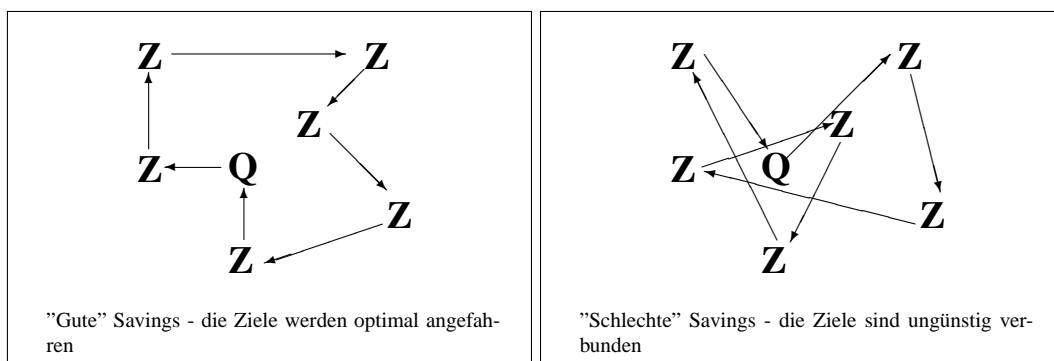 Z Z
Z
Z Q
Z
Z
"Gute" Savings - die Ziele werden optimal angefah-
ren
Z Z
Z
Z Q
Z
Z
"Schlechte" Savings - die Ziele sind ungünstig ver-
bunden